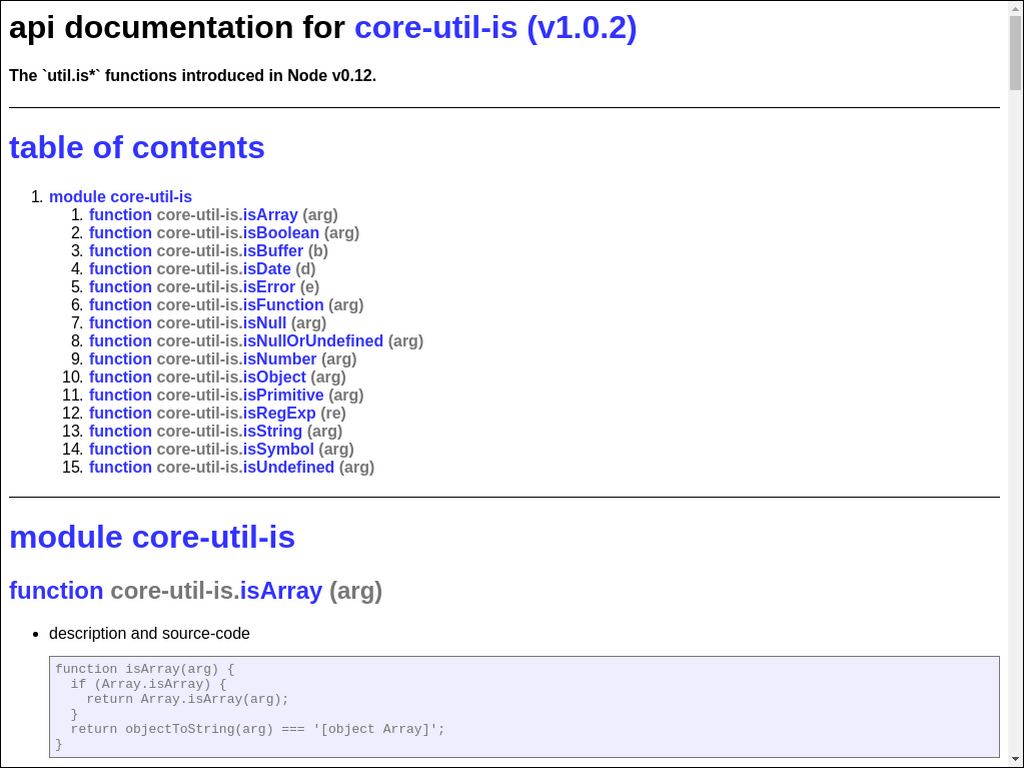 api documentation for core-util-is (v1.0.2)
The `util.is*` functions introduced in Node v0.12.
table of contents
1. module core-util-is
1. function core-util-is.isArray (arg)
2. function core-util-is.isBoolean (arg)
3. function core-util-is.isBuffer (b)
4. function core-util-is.isDate (d)
5. function core-util-is.isError (e)
6. function core-util-is.isFunction (arg)
7. function core-util-is.isNull (arg)
8. function core-util-is.isNullOrUndefined (arg)
9. function core-util-is.isNumber (arg)
10. function core-util-is.isObject (arg)
11. function core-util-is.isPrimitive (arg)
12. function core-util-is.isRegExp (re)
13. function core-util-is.isString (arg)
14. function core-util-is.isSymbol (arg)
15. function core-util-is.isUndefined (arg)
module core-util-is
function core-util-is.isArray (arg)
• description and source-code
function isArray(arg) {
  if (Array.isArray) {
    return Array.isArray(arg);
  }
  return objectToString(arg) === '[object Array]';
}